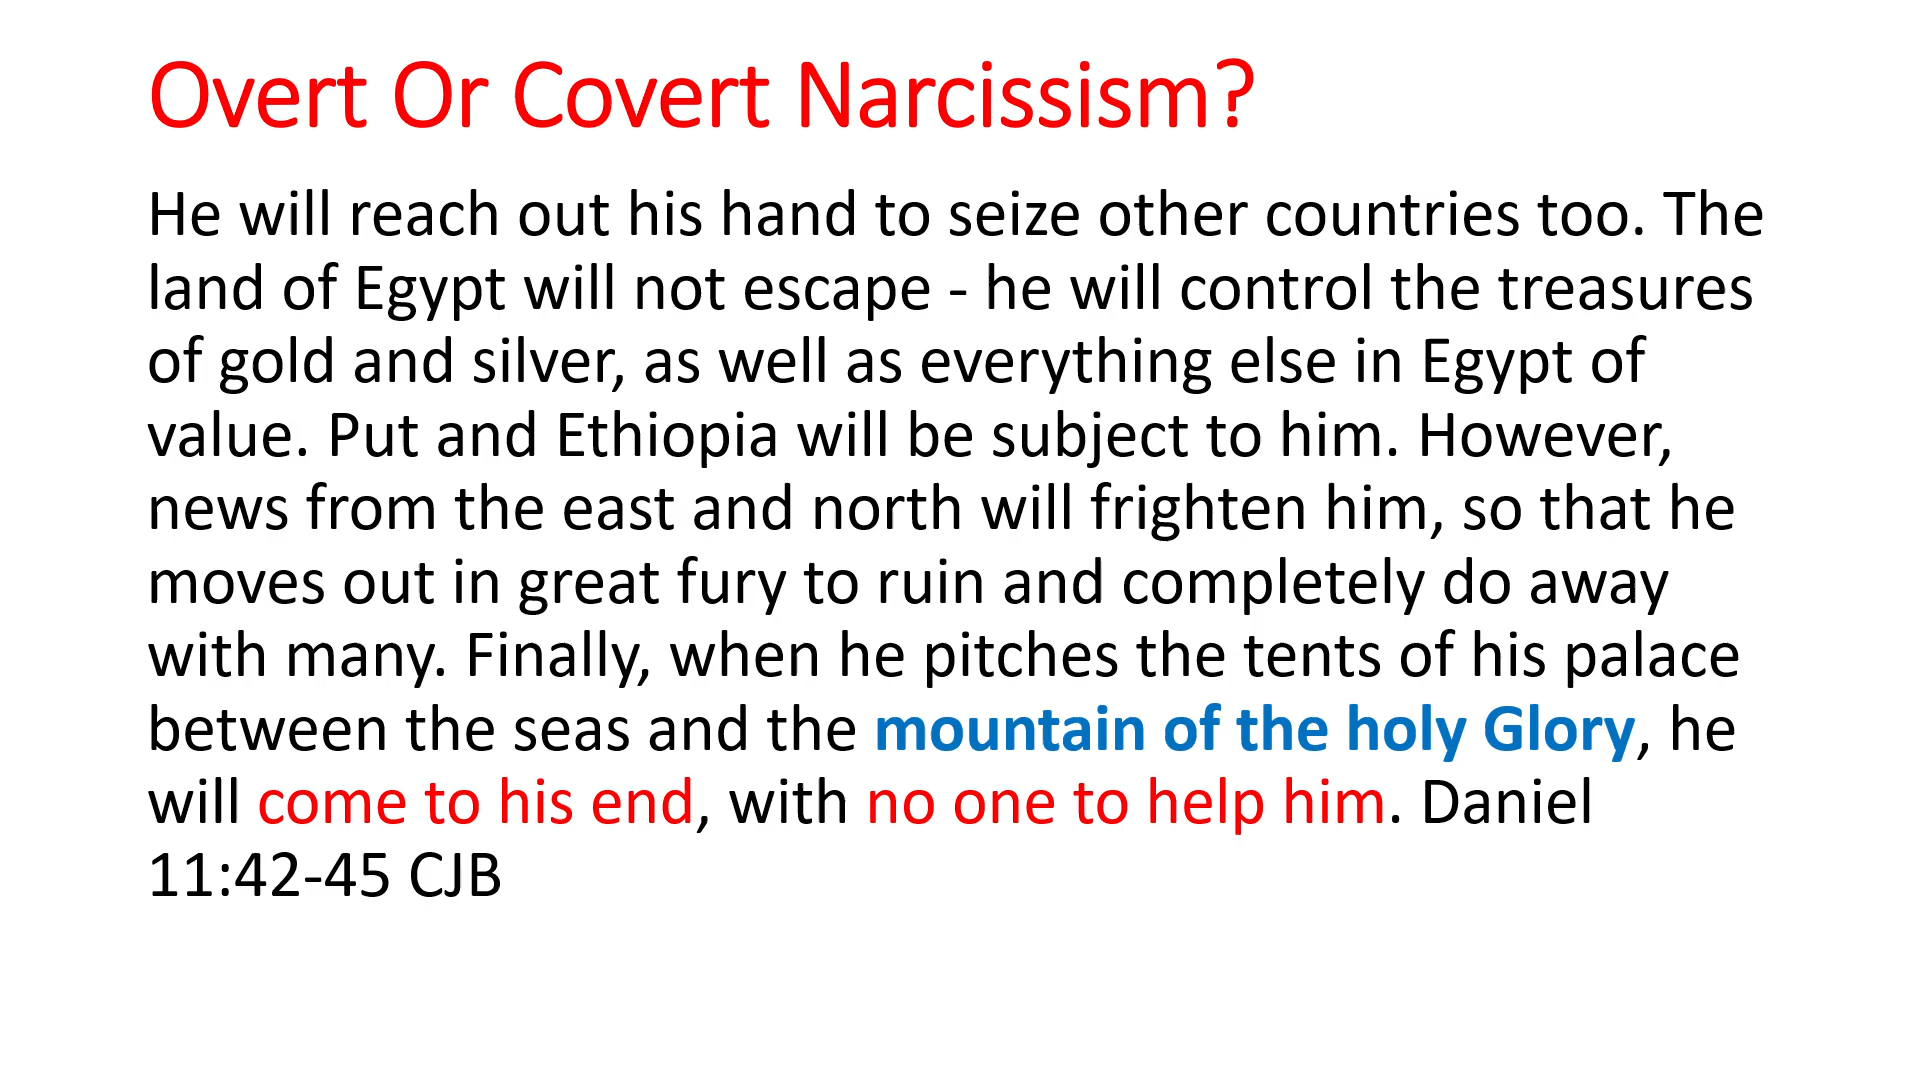 Overt Or Covert Narcissism?
He will reach out his hand to seize other countries too. The
land of Egypt will not escape - he will control the treasures
of gold and silver, as well as everything else in Egypt of
value. Put and Ethiopia will be subject to him. However,
news from the east and north will frighten him, so that he
moves out in great fury to ruin and completely do away
with many. Finally, when he pitches the tents of his palace
between the seas and the mountain of the holy Glory, he
will come to his end, with no one to help him. Daniel
11:42-45 CJB